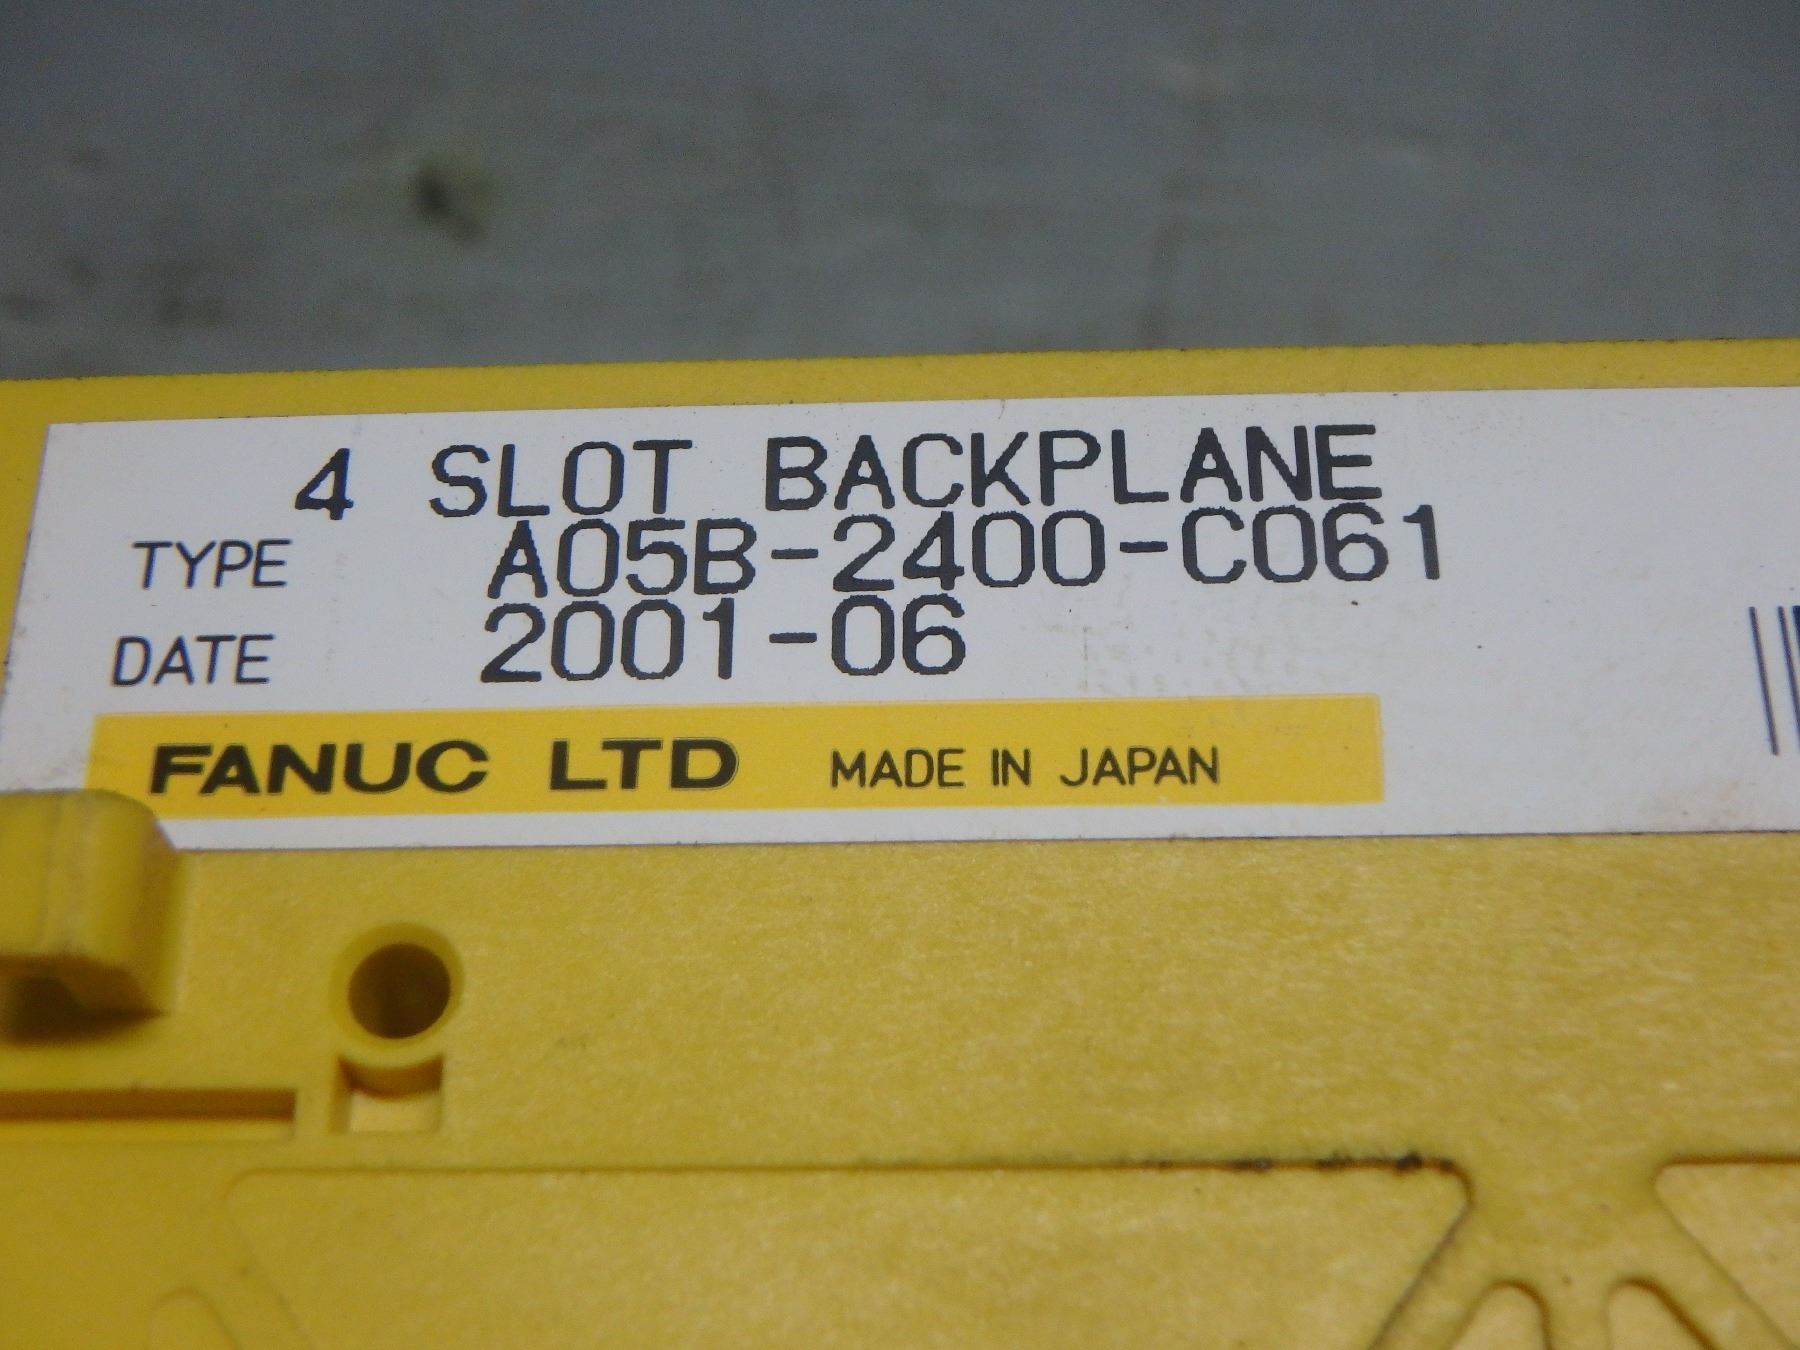 4 SLOT BACKPLANE
TYPE A05B-2400-C061
DATE 2001-06
FANUC LTD MADE IN JAPAN